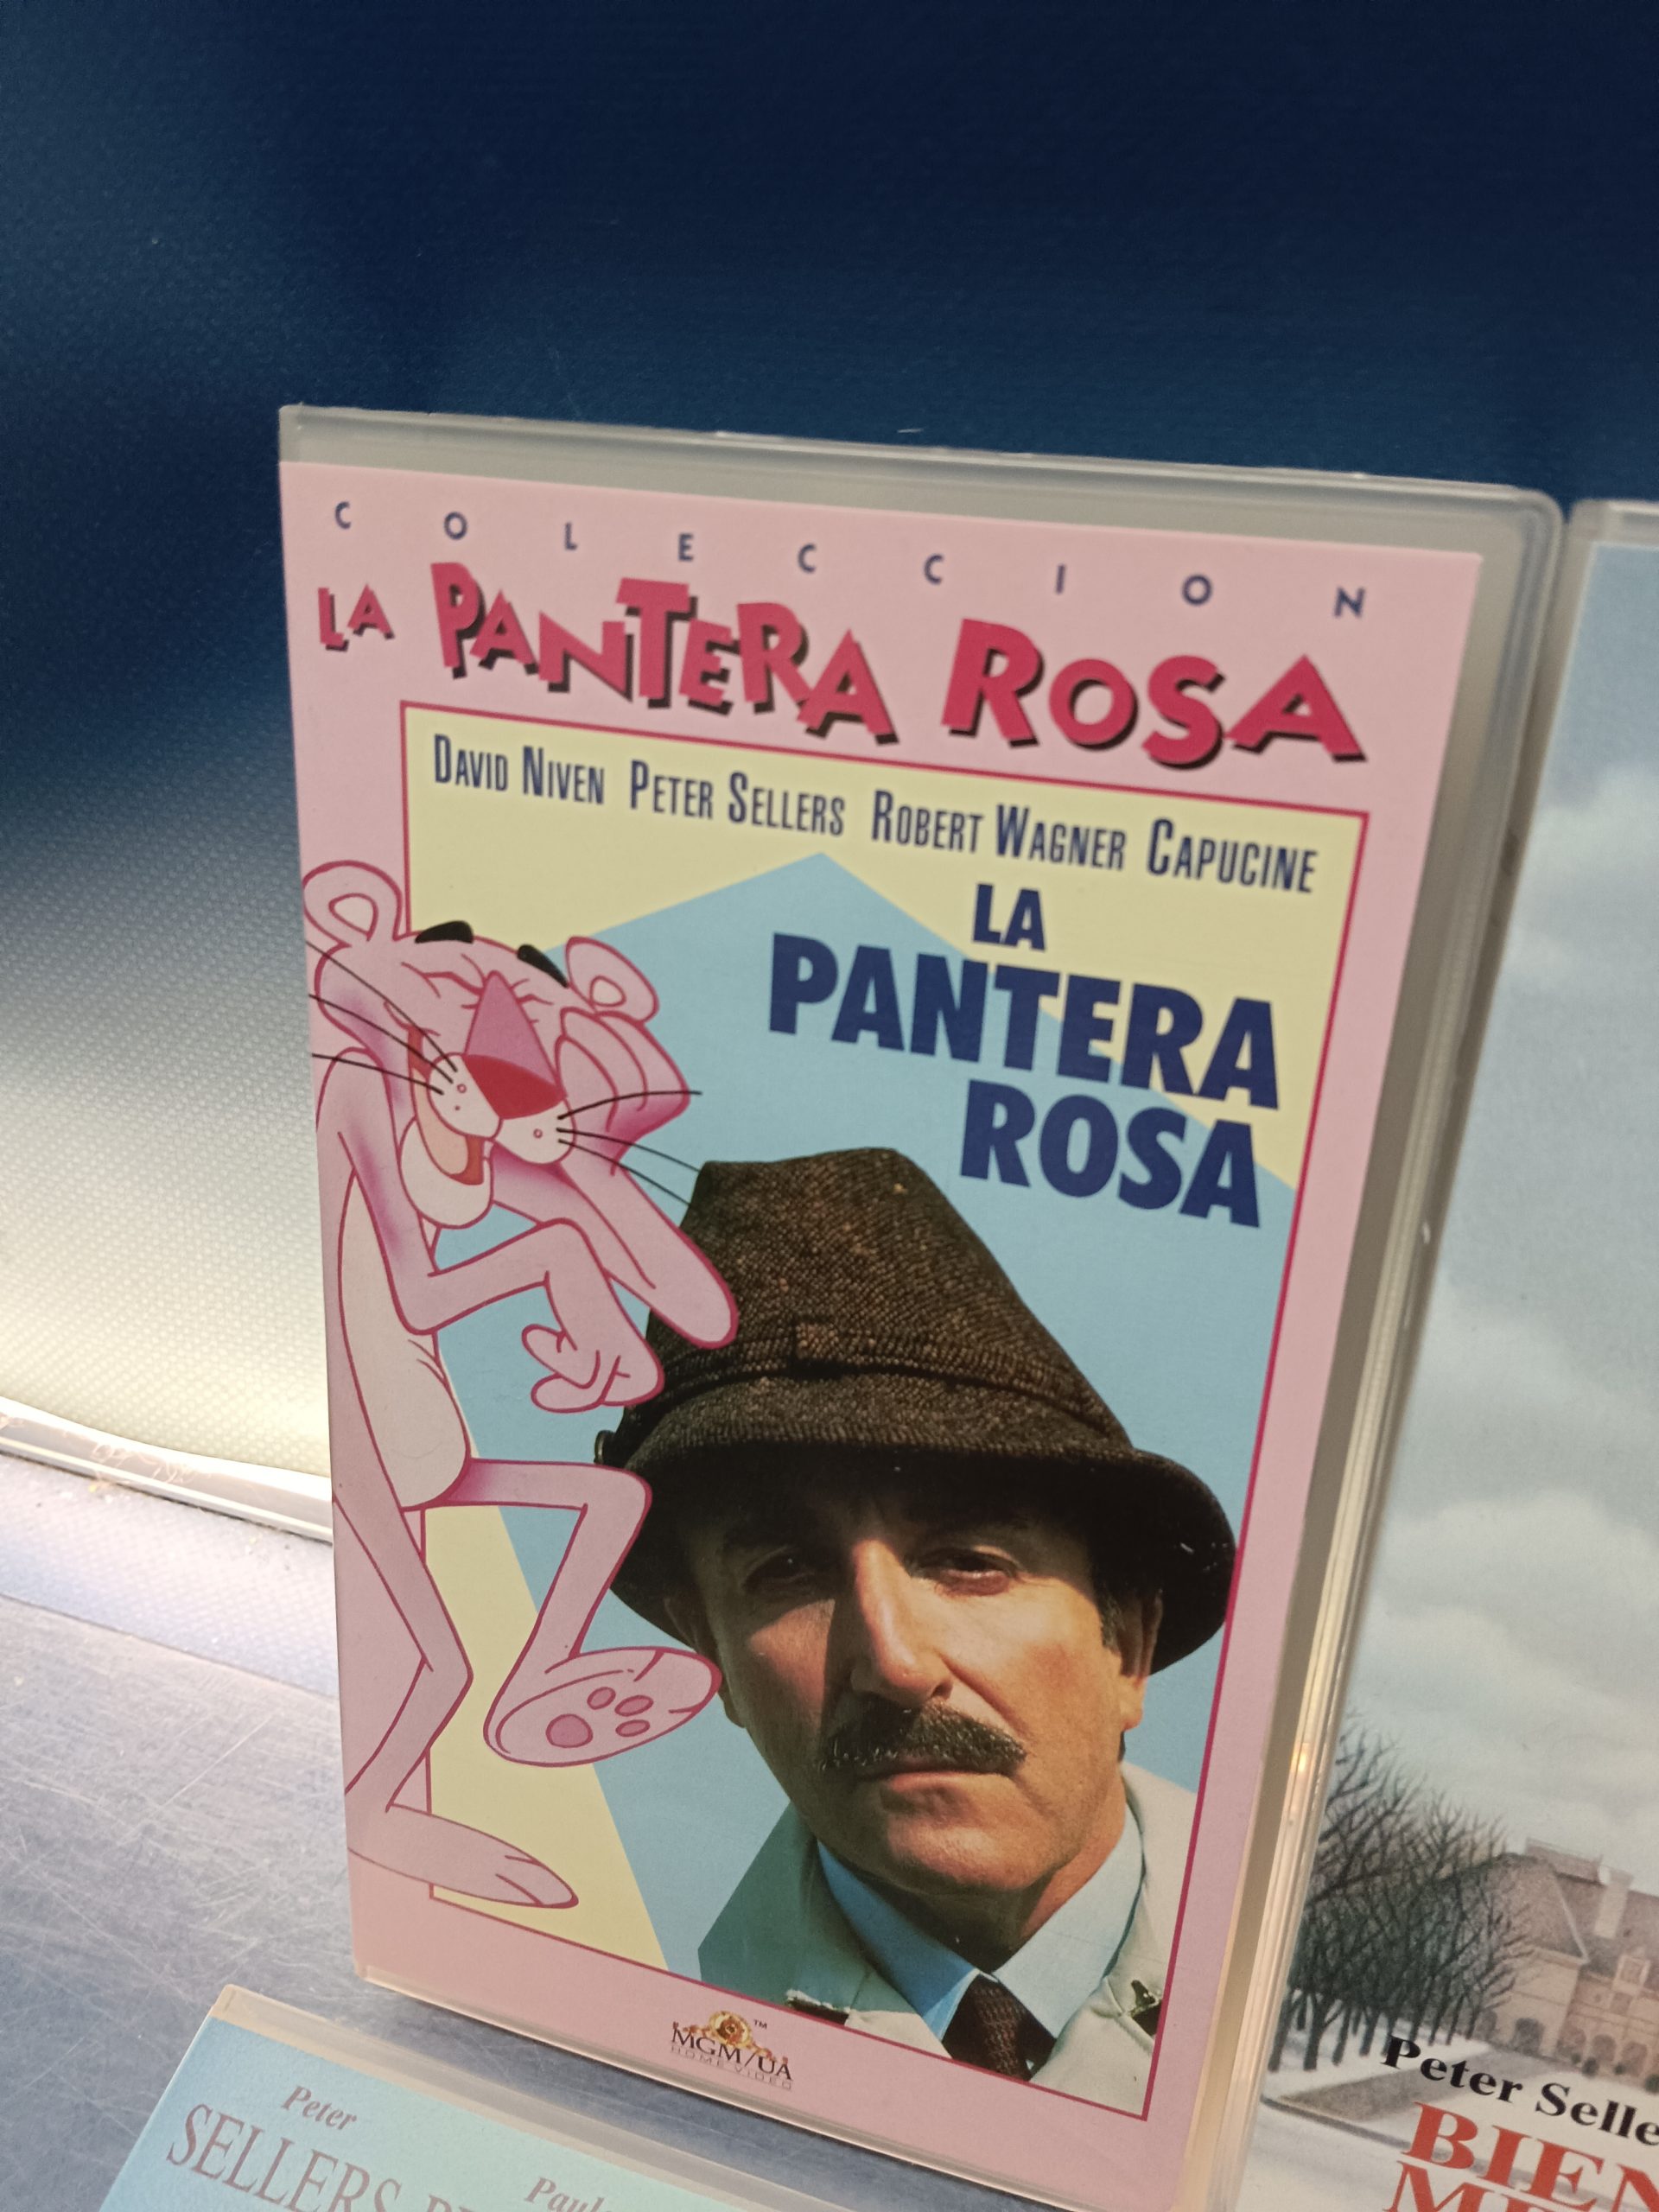 COLECCION
LA PANTERA ROSA
DAVID NIVEN PETER SELLERS ROBERT WAGNER CAPUCINE
LA
PANTERA
ROSA
MGM/UA
HOME VIDEO
TM
Peter
SELLERS
Peter
BIEN